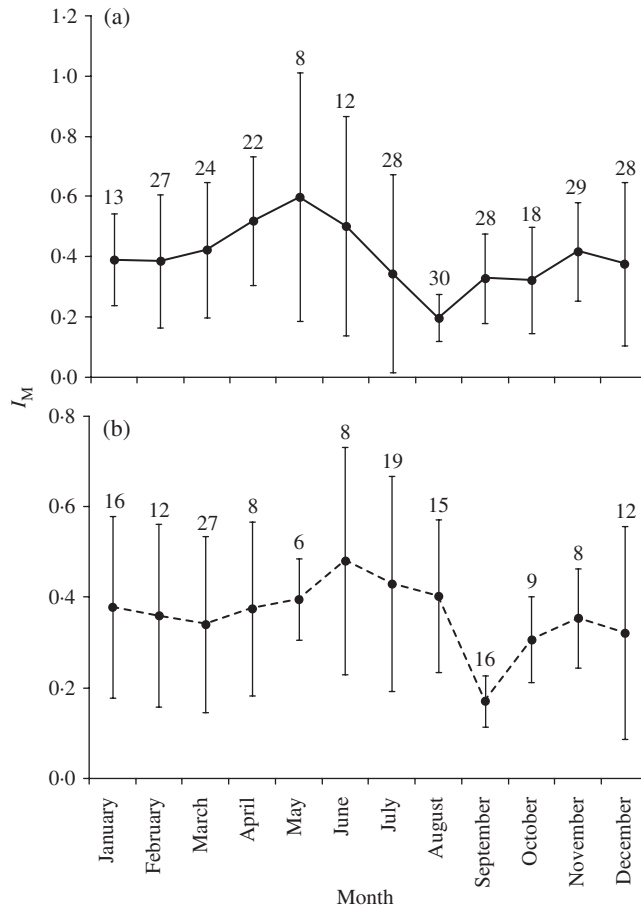 (a)
1·2
1·0
0·8
0·6
0·4
0·2
0·0
13 27 24 22 8 12 28 30 28 18 29 28
I_M
(b)
0·8
0·6
0·4
0·2
0·0
16 12 27 8 6 8 19 15 16 9 8 12
January
February
March
April
May
June
July
August
September
October
November
December
Month